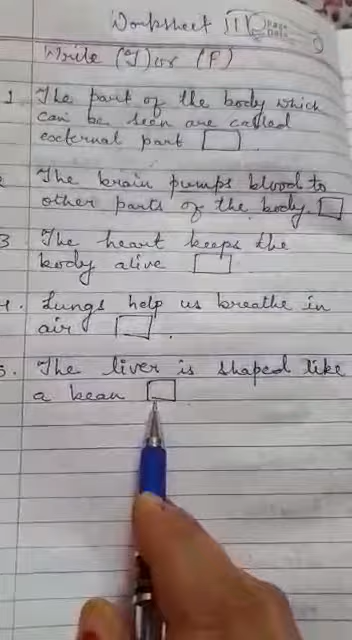 Worksheet III
Page
Date
Write (T) or (F)
1 The part of the body which
can be seen are called
external part
2 The brain pumps blood to
other parts of the body.
3 The heart keeps the
body alive
4. Lungs help us breathe in
air .
5. The liver is shaped like
a bean